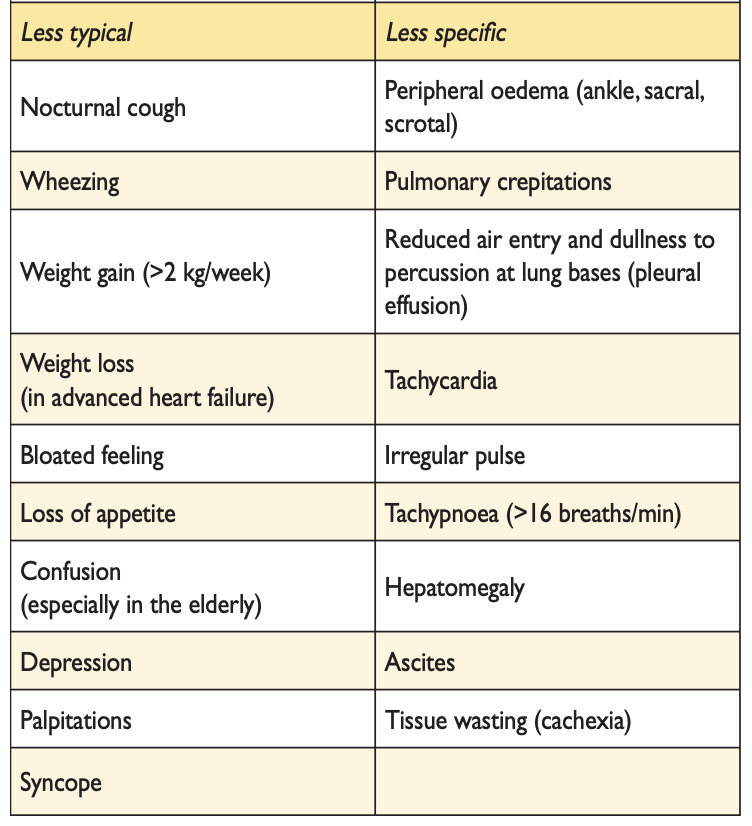 Less typical
Less specific
Nocturnal cough
Peripheral oedema (ankle, sacral,
scrotal)
Wheezing
Pulmonary crepitations
Weight gain (>2 kg/week)
Reduced air entry and dullness to
percussion at lung bases (pleural
effusion)
Weight loss
(in advanced heart failure)
Tachycardia
Bloated feeling
Irregular pulse
Loss of appetite
Tachypnoea (>16 breaths/min)
Confusion
(especially in the elderly)
Hepatomegaly
Depression
Ascites
Palpitations
Tissue wasting (cachexia)
Syncope